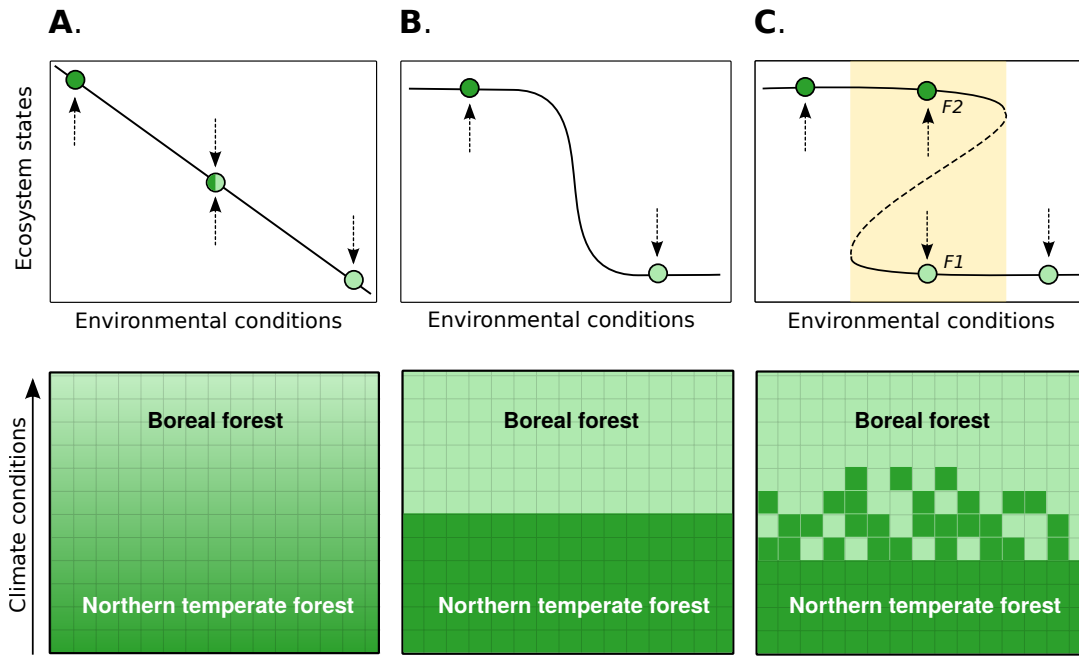 A.
B.
C.
Ecosystem states
F2
F1
Environmental conditions
Environmental conditions
Environmental conditions
Climate conditions
Boreal forest
Boreal forest
Boreal forest
Northern temperate forest
Northern temperate forest
Northern temperate forest